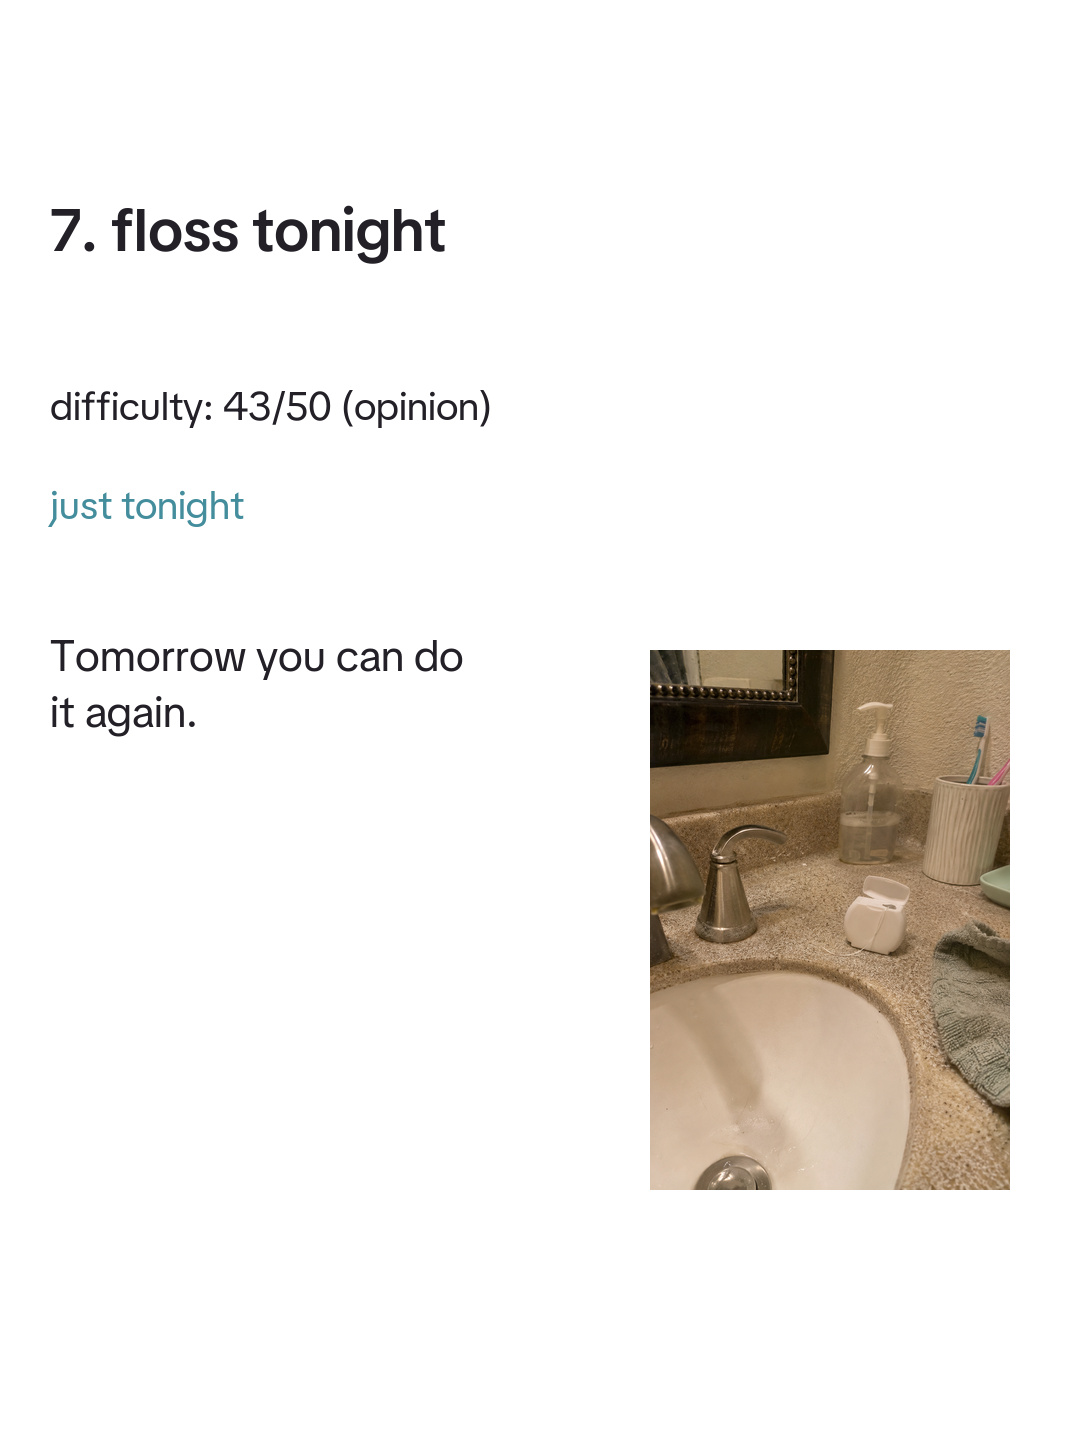 7. floss tonight
difficulty: 43/50 (opinion)
just tonight
Tomorrow you can do
it again.